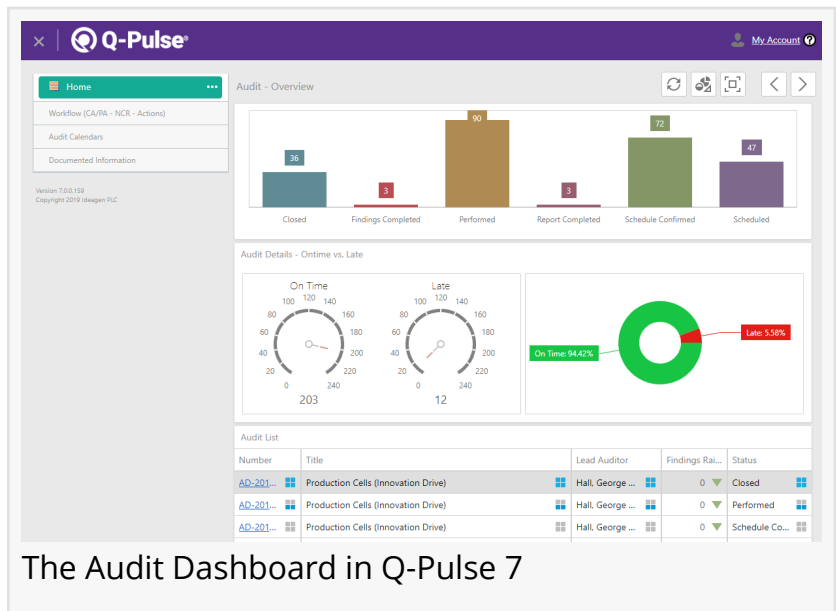 × Q-Pulse®
My Account ?
Home
Workflow (CA/PA - NCR - Actions)
Audit Calendars
Documented Information
Version 7.0.0.159
Copyright 2019 Ideagen PLC
Audit - Overview
36 3 90 3 72 47
Closed Findings Completed Performed Report Completed Schedule Confirmed Scheduled
Audit Details - Ontime vs. Late
On Time
0 20 40 60 80 100 120 140 160 180 200 220 240
203
Late
0 20 40 60 80 100 120 140 160 180 200 220 240
12
On Time: 94.42%
Late: 5.58%
Audit List
Number Title Lead Auditor Findings Rai... Status
AD-201... Production Cells (Innovation Drive) Hall, George ... 0 Closed
AD-201... Production Cells (Innovation Drive) Hall, George ... 0 Performed
AD-201... Production Cells (Innovation Drive) Hall, George ... 0 Schedule Co...
The Audit Dashboard in Q-Pulse 7